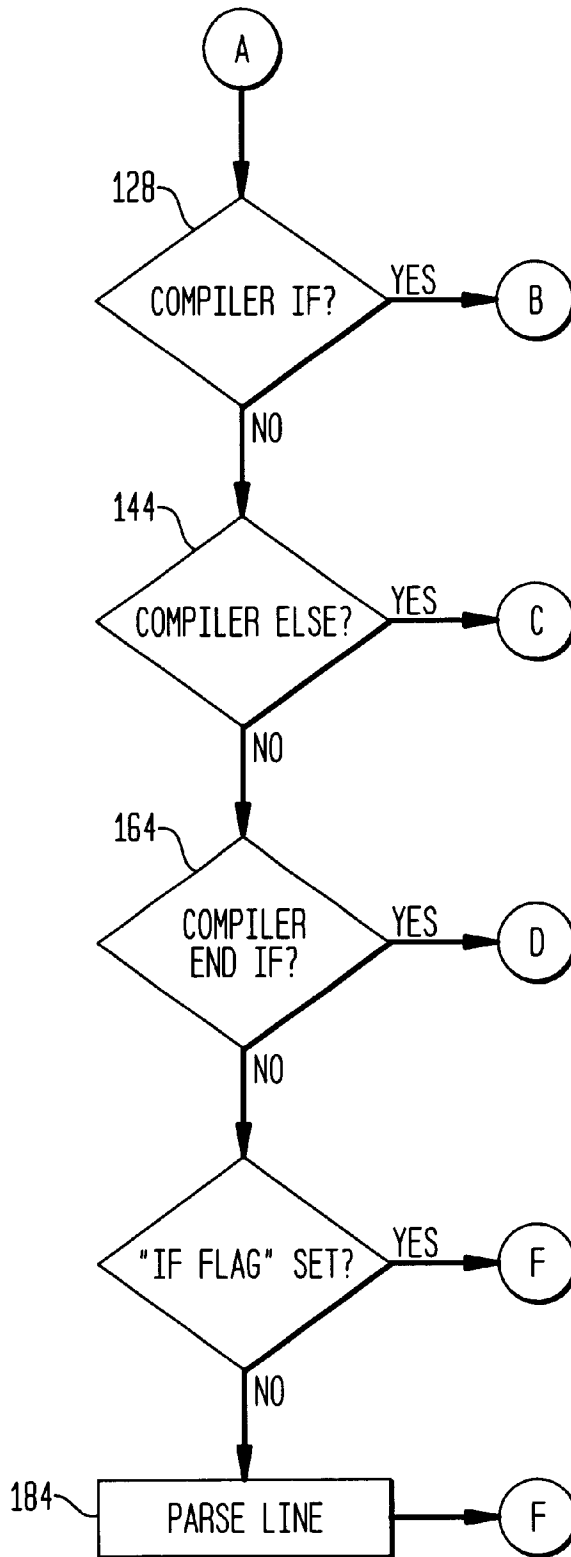 A
128
COMPILER IF?
YES
B
NO
144
COMPILER ELSE?
YES
C
NO
164
COMPILER
END IF?
YES
D
NO
"IF FLAG" SET?
YES
F
NO
184
PARSE LINE
F